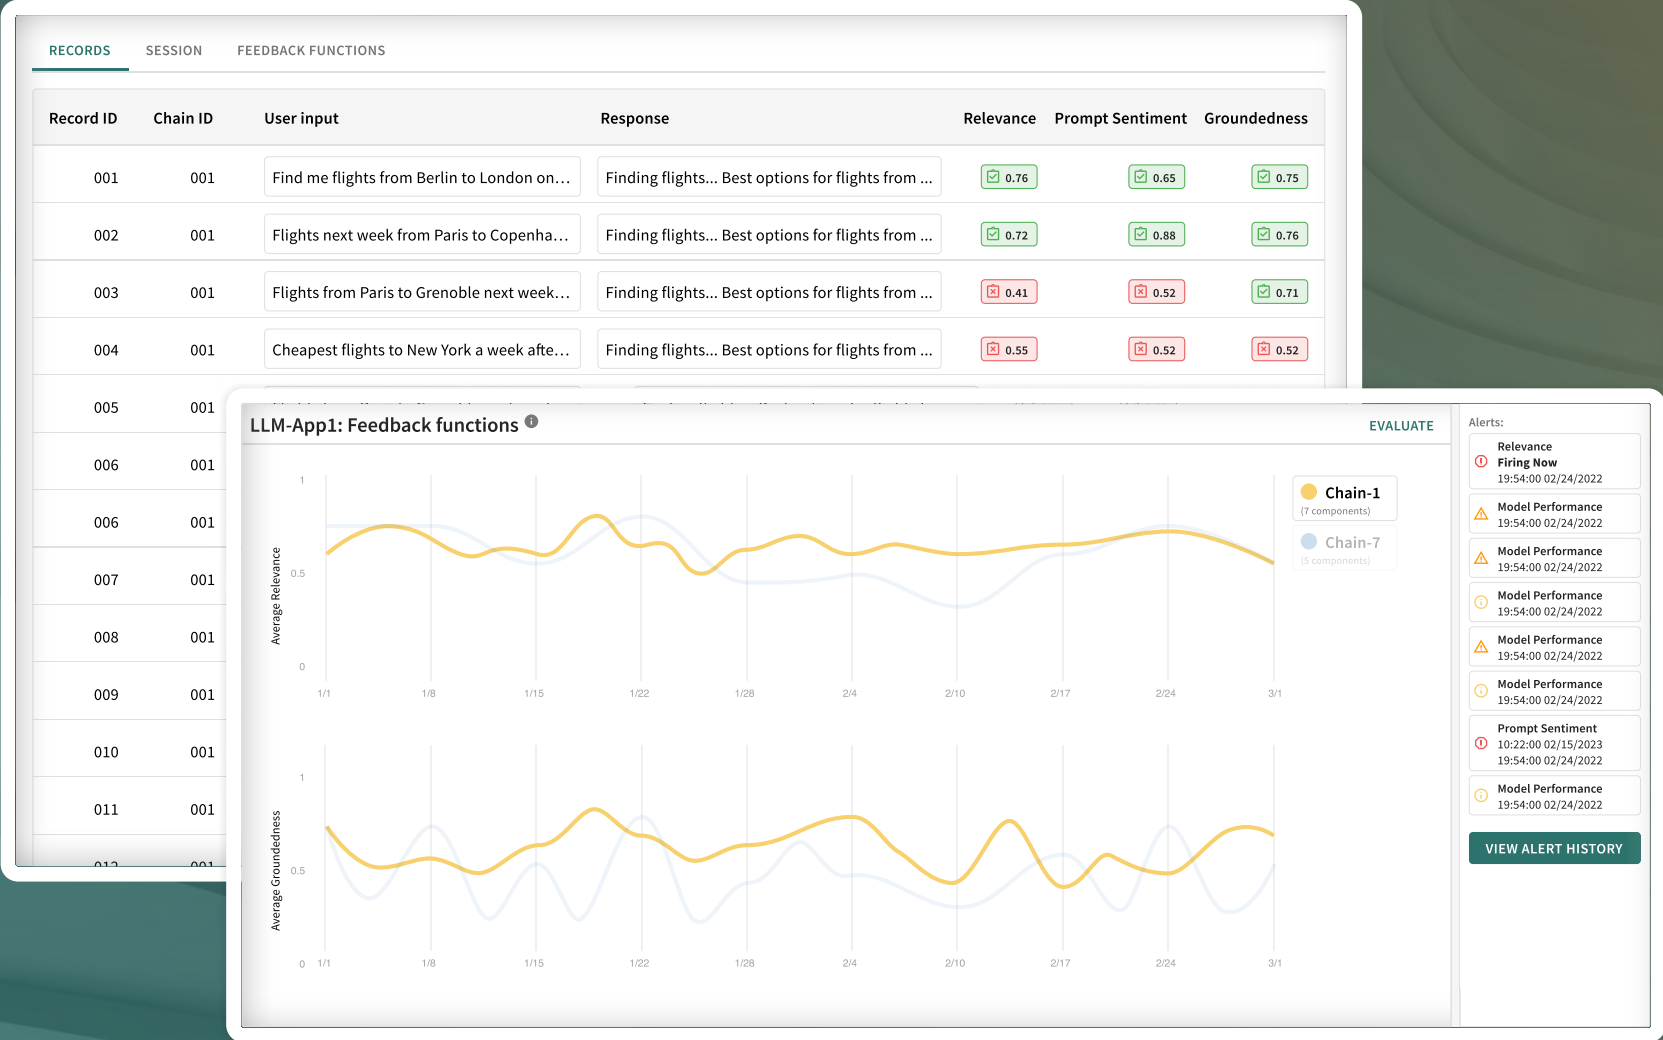 RECORDS SESSION FEEDBACK FUNCTIONS
Record ID Chain ID User input Response Relevance Prompt Sentiment Groundedness
001 001 Find me flights from Berlin to London on... Finding flights... Best options for flights from ... 0.76 0.65 0.75
002 001 Flights next week from Paris to Copenha... Finding flights... Best options for flights from ... 0.72 0.88 0.76
003 001 Flights from Paris to Grenoble next week... Finding flights... Best options for flights from ... 0.41 0.52 0.71
004 001 Cheapest flights to New York a week afte... Finding flights... Best options for flights from ... 0.55 0.52 0.52
005 001
006 001
006 001
007 001
008 001
009 001
010 001
011 001
012 001
LLM-App1: Feedback functions
EVALUATE
Average Relevance
1
0.5
0
1/1 1/8 1/15 1/22 1/28 2/4 2/10 2/17 2/24 3/1
Chain-1
(7 components)
Chain-7
(5 components)
Average Groundedness
1
0.5
0
1/1 1/8 1/15 1/22 1/28 2/4 2/10 2/17 2/24 3/1
Alerts:
Relevance
Firing Now
19:54:00 02/24/2022
Model Performance
19:54:00 02/24/2022
Model Performance
19:54:00 02/24/2022
Model Performance
19:54:00 02/24/2022
Model Performance
19:54:00 02/24/2022
Model Performance
19:54:00 02/24/2022
Prompt Sentiment
10:22:00 02/15/2023
19:54:00 02/24/2022
Model Performance
19:54:00 02/24/2022
VIEW ALERT HISTORY